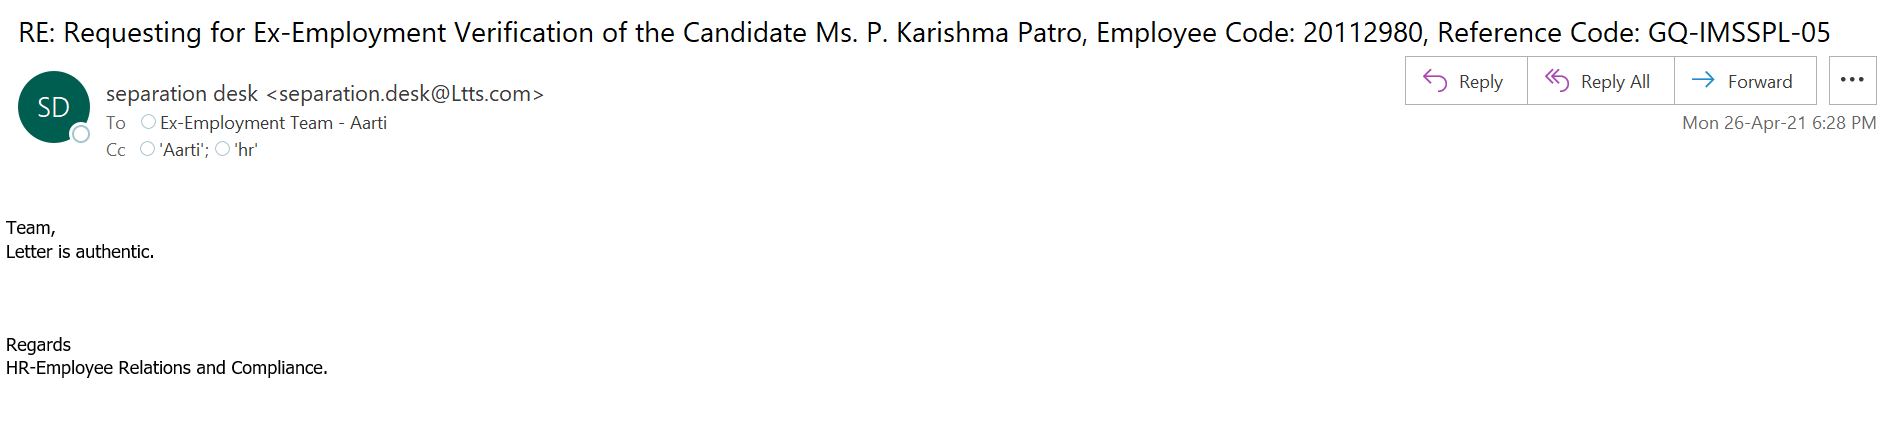 RE: Requesting for Ex-Employment Verification of the Candidate Ms. P. Karishma Patro, Employee Code: 20112980, Reference Code: GQ-IMSSPL-05
SD
separation desk <separation.desk@Ltts.com>
To Ex-Employment Team - Aarti
Cc 'Aarti'; 'hr'
Reply Reply All Forward ...
Mon 26-Apr-21 6:28 PM
Team,
Letter is authentic.
Regards
HR-Employee Relations and Compliance.